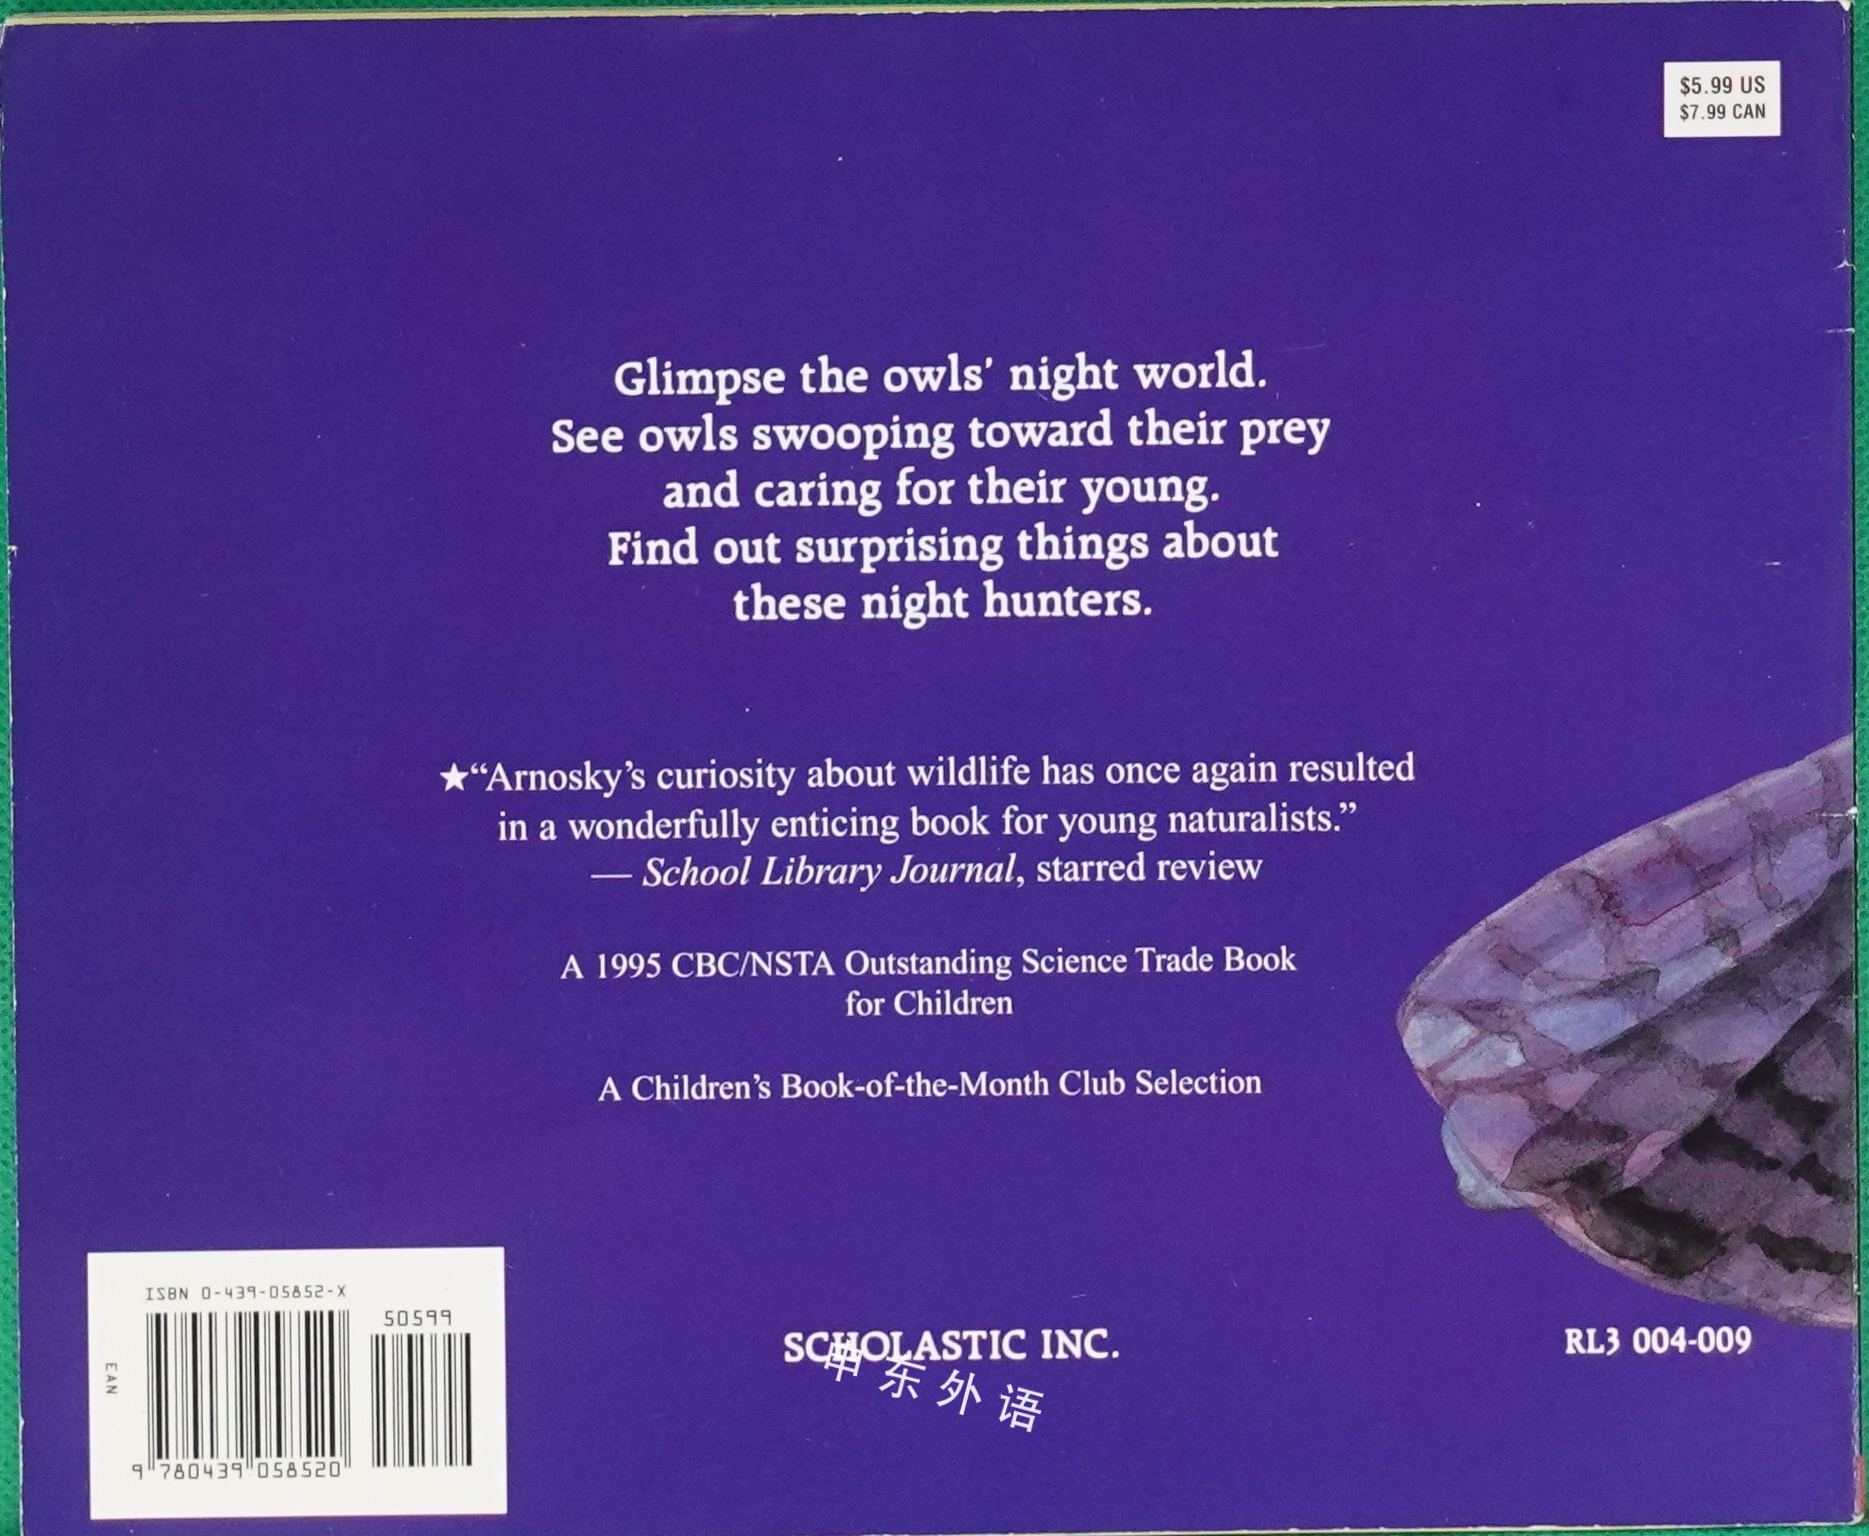 $5.99 US
$7.99 CAN
Glimpse the owls' night world.
See owls swooping toward their prey
and caring for their young.
Find out surprising things about
these night hunters.
★“Arnosky’s curiosity about wildlife has once again resulted
in a wonderfully enticing book for young naturalists.”
— School Library Journal, starred review
A 1995 CBC/NSTA Outstanding Science Trade Book
for Children
A Children’s Book-of-the-Month Club Selection
ISBN 0-439-05852-X
50599
EAN
9 780439 058520
SCHOLASTIC INC.
RL3 004-009
申东外语